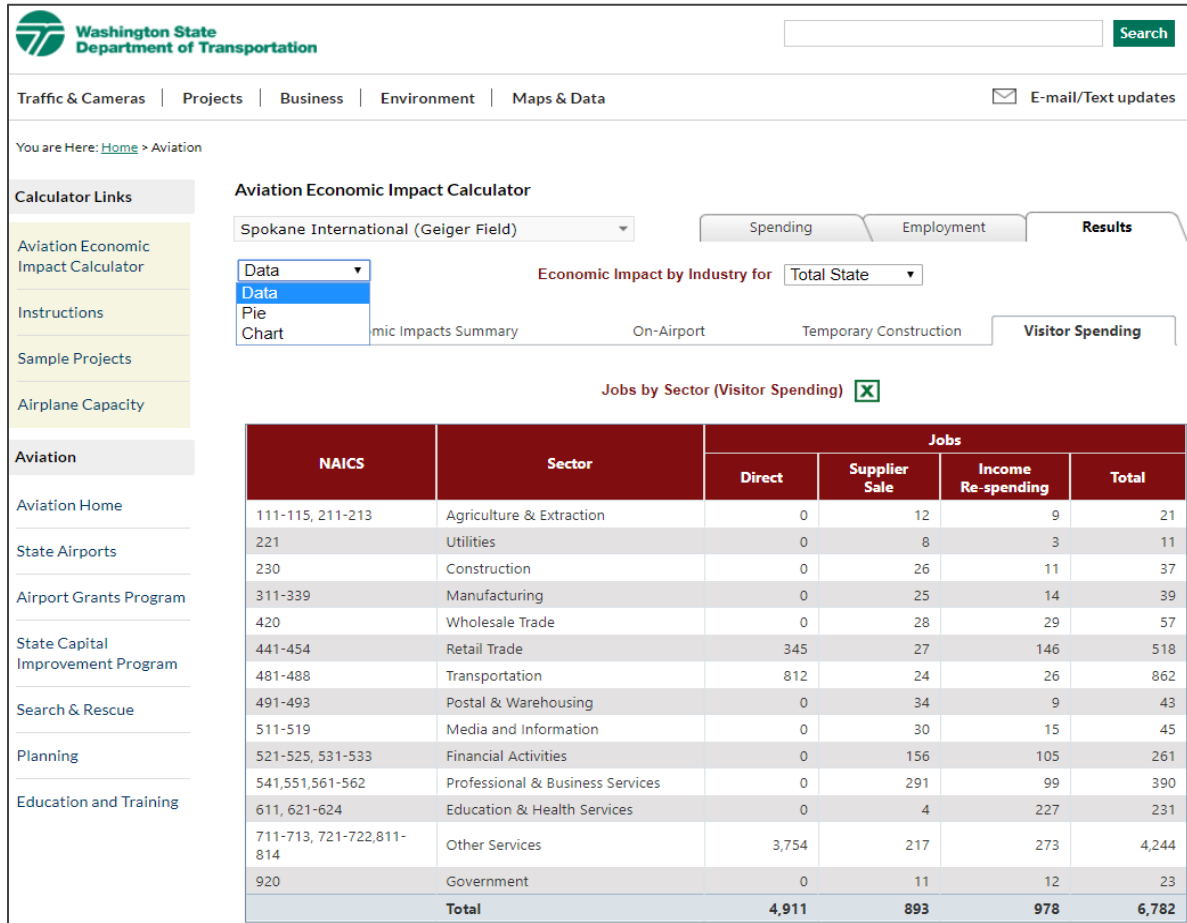 Washington State
Department of Transportation
Search
Traffic & Cameras | Projects | Business | Environment | Maps & Data
E-mail/Text updates
You are Here: Home > Aviation
Calculator Links
Aviation Economic
Impact Calculator
Instructions
Sample Projects
Airplane Capacity
Aviation
Aviation Home
State Airports
Airport Grants Program
State Capital
Improvement Program
Search & Rescue
Planning
Education and Training
Aviation Economic Impact Calculator
Spokane International (Geiger Field)
Spending Employment Results
Data
Economic Impact by Industry for Total State
Data
Pie
Chart
Impacts Summary On-Airport Temporary Construction Visitor Spending
Jobs by Sector (Visitor Spending) X
NAICS Sector Jobs
Direct Supplier Sale Income Re-spending Total
111-115, 211-213 Agriculture & Extraction 0 12 9 21
221 Utilities 0 8 3 11
230 Construction 0 26 11 37
311-339 Manufacturing 0 25 14 39
420 Wholesale Trade 0 28 29 57
441-454 Retail Trade 345 27 146 518
481-488 Transportation 812 24 26 862
491-493 Postal & Warehousing 0 34 9 43
511-519 Media and Information 0 30 15 45
521-525, 531-533 Financial Activities 0 156 105 261
541,551,561-562 Professional & Business Services 0 291 99 390
611, 621-624 Education & Health Services 0 4 227 231
711-713, 721-722,811-
814 Other Services 3,754 217 273 4,244
920 Government 0 11 12 23
Total 4,911 893 978 6,782